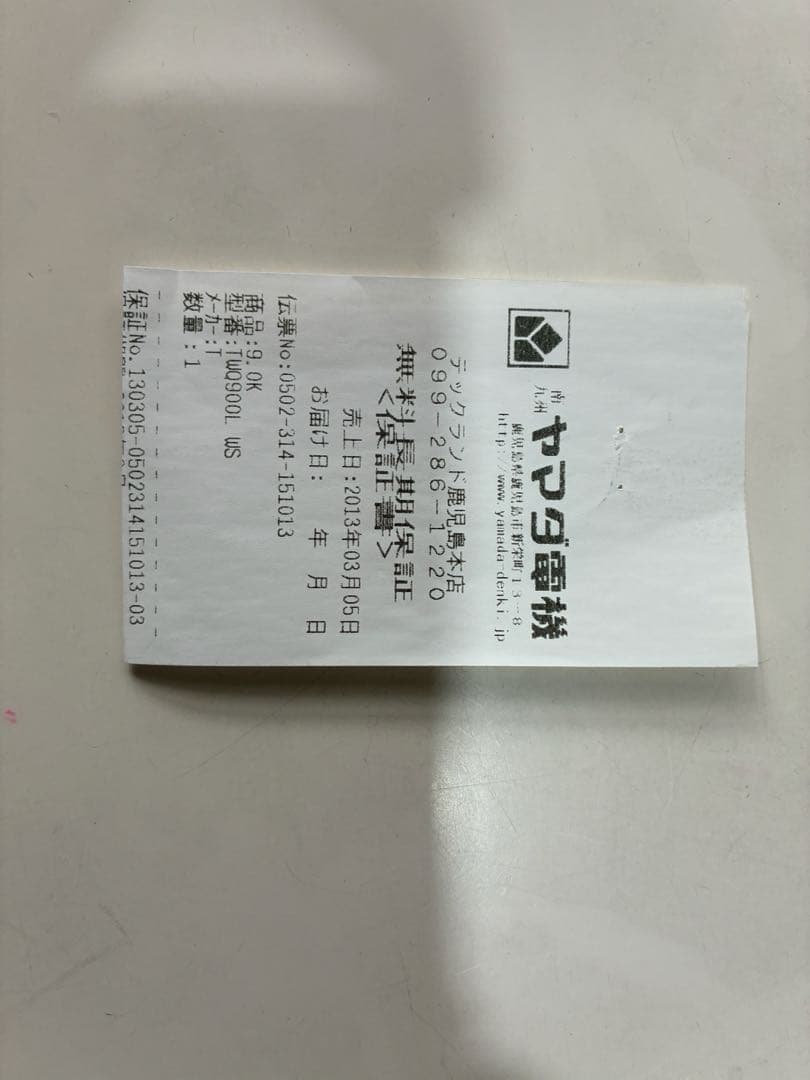 南
九州 ヤマダ電機
鹿児島県鹿児島市新栄町13-8
http://www.yamada-denki.jp
テックランド鹿児島本店
099-286-1220
無料長期保証
<保証書>
売上日:2013年03月05日
お届け日: 年 月 日
伝票No:0502-314-151013
商品:9.0K
型番:TWQ900L WS
メーカー:T
数量:1
保証No.130305-0502314151013-03